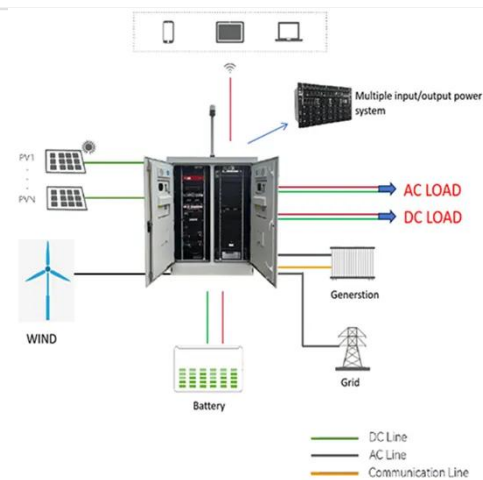 Multiple input/output power
system
PV1
PVN
AC LOAD
DC LOAD
WIND
Generstion
Grid
Battery
DC Line
AC Line
Communication Line